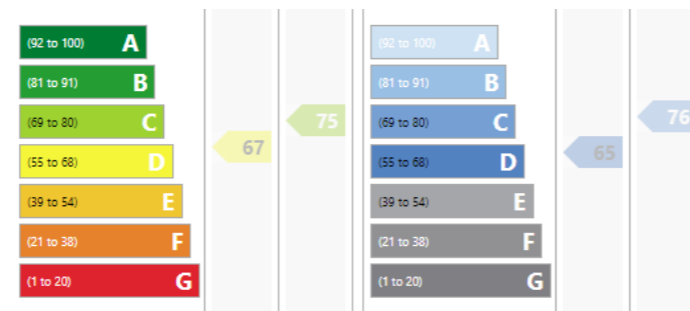 (92 to 100) A
(81 to 91) B
(69 to 80) C
(55 to 68) D
(39 to 54) E
(21 to 38) F
(1 to 20) G
67
75
(92 to 100) A
(81 to 91) B
(69 to 80) C
(55 to 68) D
(39 to 54) E
(21 to 38) F
(1 to 20) G
65
76